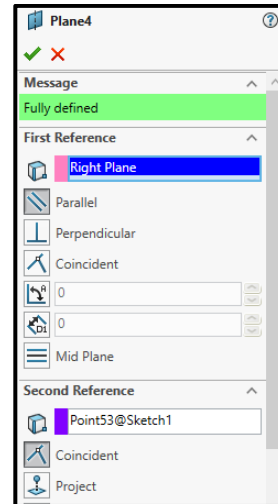 Plane4
Message
Fully defined
First Reference
Right Plane
Parallel
Perpendicular
Coincident
0
0
Mid Plane
Second Reference
Point53@Sketch1
Coincident
Project